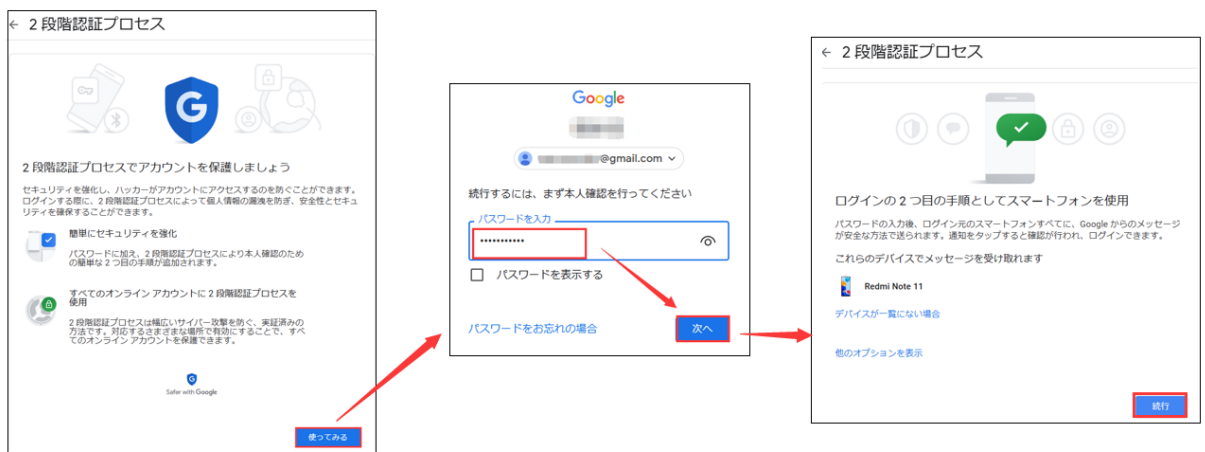 ← 2 段階認証プロセス
2 段階認証プロセスでアカウントを保護しましょう
セキュリティを強化し、ハッカーがアカウントにアクセスするのを防ぐことができます。
ログインする際に、2 段階認証プロセスによって個人情報の漏洩を防ぎ、安全性とセキュ
リティを確保することができます。
簡単にセキュリティを強化
パスワードに加え、2 段階認証プロセスにより本人確認のため
の簡単な 2 つ目の手順が追加されます。
すべてのオンライン アカウントに 2 段階認証プロセスを
使用
2 段階認証プロセスは幅広いサイバー攻撃を防ぐ、実証済みの
方法です。対応するさまざまな場所で有効にすることで、すべ
てのオンライン アカウントを保護できます。
Safer with Google
使ってみる
Google
@gmail.com
続行するには、まず本人確認を行ってください
パスワードを入力
•••••••••••
パスワードを表示する
パスワードをお忘れの場合
次へ
← 2 段階認証プロセス
ログインの 2 つ目の手順としてスマートフォンを使用
パスワードの入力後、ログイン元のスマートフォンすべてに、Google からのメッセージ
が安全な方法で送られます。通知をタップすると確認が行われ、ログインできます。
これらのデバイスでメッセージを受け取れます
Redmi Note 11
デバイスが一覧にない場合
他のオプションを表示
続行